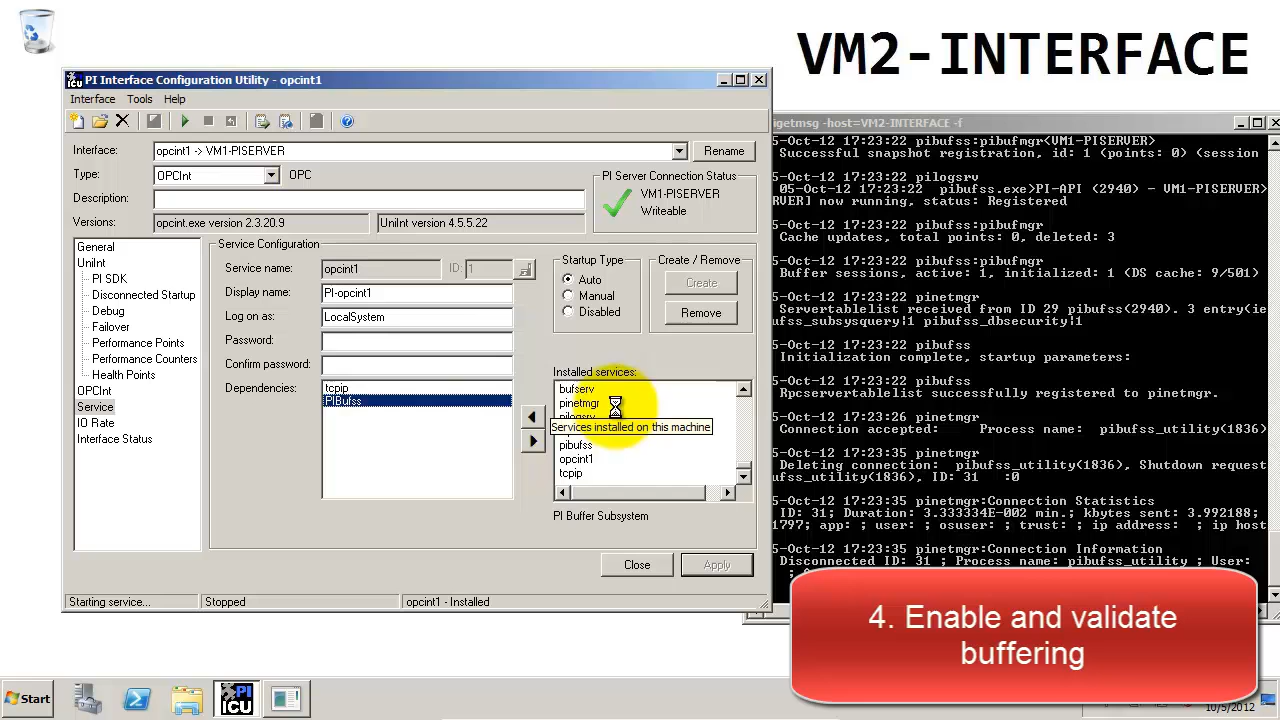 VM2-INTERFACE
PI Interface Configuration Utility - opcint1
Interface Tools Help
Interface: opcint1 -> VM1-PISERVER Rename
Type: OPCInt OPC
Description:
Versions: opcint.exe version 2.3.20.9 UniInt version 4.5.5.22
PI Server Connection Status
VM1-PISERVER
Writeable
General
UniInt
PI SDK
Disconnected Startup
Debug
Failover
Performance Points
Performance Counters
Health Points
OPCInt
Service
IO Rate
Interface Status
Service Configuration
Service name: opcint1 ID: 1
Display name: PI-opcint1
Log on as: LocalSystem
Password:
Confirm password:
Dependencies: tcpip
PIBufss
Startup Type
Auto
Manual
Disabled
Create / Remove
Create
Remove
Installed services:
bufserv
pinetmgr
pilogsrv
Services installed on this machine
pibufss
opcint1
tcpip
PI Buffer Subsystem
Close Apply
Starting service... Stopped opcint1 - Installed
igetmsg -host=VM2-INTERFACE -f
5-Oct-12 17:23:22 pibufss:pibufmgr<VM1-PISERVER>
Successful snapshot registration, id: 1 (points: 0) (session
5-Oct-12 17:23:22 pilogsrv
05-Oct-12 17:23:22 pibufss.exe>PI-API (2940) - VM1-PISERVER>
RVER] now running, status: Registered
5-Oct-12 17:23:22 pibufss:pibufmgr
Cache updates, total points: 0, deleted: 3
5-Oct-12 17:23:22 pibufss:pibufmgr
Buffer sessions, active: 1, initialized: 1 (DS cache: 9/501)
5-Oct-12 17:23:22 pinetmgr
Servertablelist received from ID 29 pibufss(2940). 3 entry(ie
ufss_subsysquery|1 pibufss_dbsecurity|1
5-Oct-12 17:23:22 pibufss
Initialization complete, startup parameters:
5-Oct-12 17:23:22 pibufss
Rpcservertablelist successfully registered to pinetmgr.
5-Oct-12 17:23:26 pinetmgr
Connection accepted: Process name: pibufss_utility(1836)
5-Oct-12 17:23:35 pinetmgr
Deleting connection: pibufss_utility(1836), Shutdown request
ufss_utility(1836), ID: 31 :0
5-Oct-12 17:23:35 pinetmgr:Connection Statistics
ID: 31; Duration: 3.333334E-002 min.; kbytes sent: 3.992188;
1797; app: ; user: ; osuser: ; trust: ; ip address: ; ip host
5-Oct-12 17:23:35 pinetmgr:Connection Information
Disconnected ID: 31 ; Process name: pibufss_utility ; User:
4. Enable and validate
buffering
Start
10/5/2012